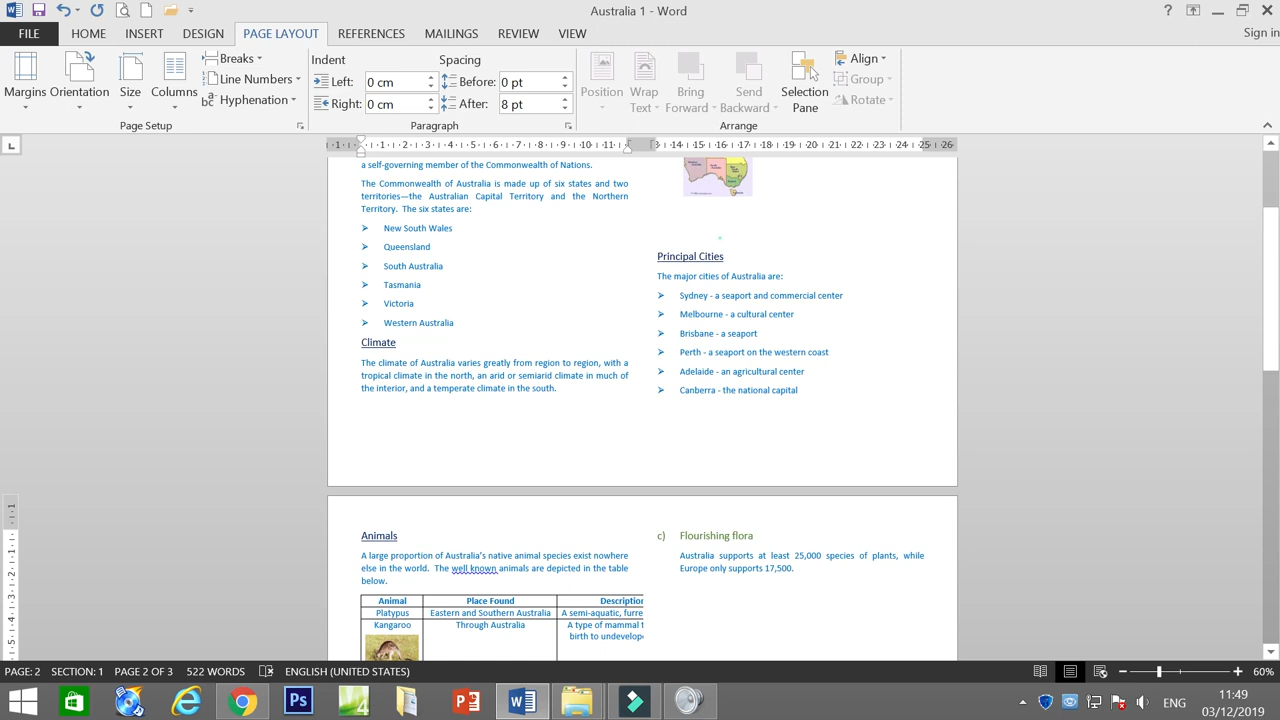 Australia 1 - Word
? 
Sign in
FILE HOME INSERT DESIGN PAGE LAYOUT REFERENCES MAILINGS REVIEW VIEW
Margins
Orientation
Size
Columns
Breaks
Line Numbers
Hyphenation
Page Setup
Indent
Left: 0 cm
Right: 0 cm
Spacing
Before: 0 pt
After: 8 pt
Paragraph
Position
Wrap
Text
Bring
Forward
Send
Backward
Selection
Pane
Align
Group
Rotate
Arrange
a self-governing member of the Commonwealth of Nations.
The Commonwealth of Australia is made up of six states and two
territories—the Australian Capital Territory and the Northern
Territory. The six states are:
New South Wales
Queensland
South Australia
Tasmania
Victoria
Western Australia
Climate
The climate of Australia varies greatly from region to region, with a
tropical climate in the north, an arid or semiarid climate in much of
the interior, and a temperate climate in the south.
Principal Cities
The major cities of Australia are:
Sydney - a seaport and commercial center
Melbourne - a cultural center
Brisbane - a seaport
Perth - a seaport on the western coast
Adelaide - an agricultural center
Canberra - the national capital
Animals
A large proportion of Australia's native animal species exist nowhere
else in the world. The well known animals are depicted in the table
below.
Animal Place Found Description
Platypus Eastern and Southern Australia A semi-aquatic, furre
Kangaroo Through Australia A type of mammal t
birth to undevelope
c) Flourishing flora
Australia supports at least 25,000 species of plants, while
Europe only supports 17,500.
PAGE: 2 SECTION: 1 PAGE 2 OF 3 522 WORDS ENGLISH (UNITED STATES) 60%
ENG
11:49
03/12/2019